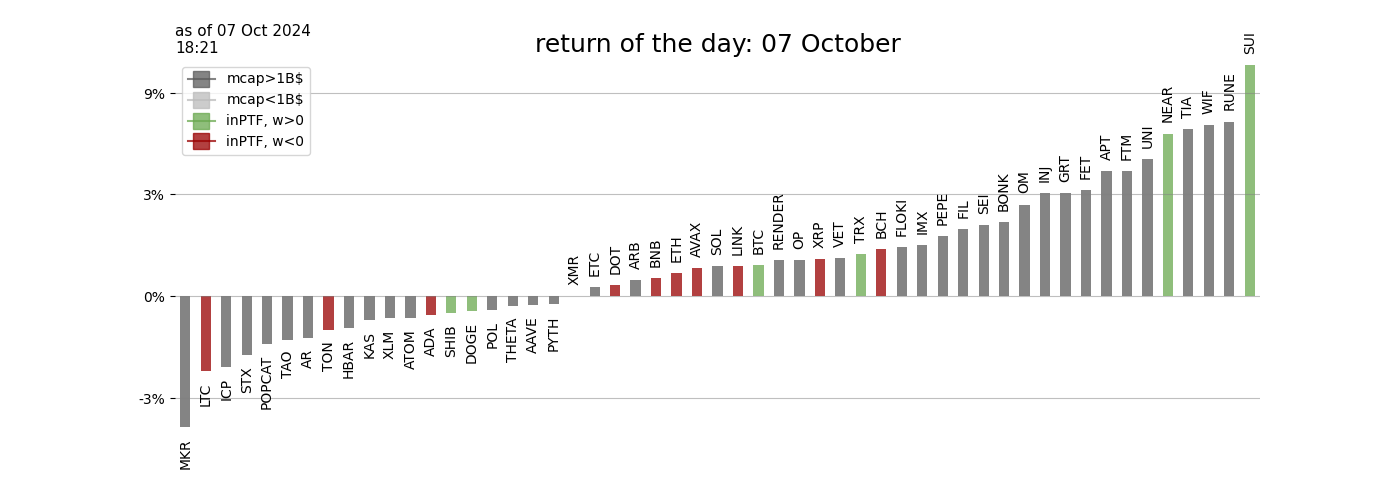 as of 07 Oct 2024
18:21
return of the day: 07 October
mcap>1B$
mcap<1B$
inPTF, w>0
inPTF, w<0
9%
3%
0%
-3%
MKR
LTC
ICP
STX
POPCAT
TAO
AR
TON
HBAR
KAS
XLM
ATOM
ADA
SHIB
DOGE
POL
THETA
AAVE
PYTH
XMR
ETC
DOT
ARB
BNB
ETH
AVAX
SOL
LINK
BTC
RENDER
OP
XRP
VET
TRX
BCH
FLOKI
IMX
PEPE
FIL
SEI
BONK
OM
INJ
GRT
FET
APT
FTM
UNI
NEAR
TIA
WIF
RUNE
SUI